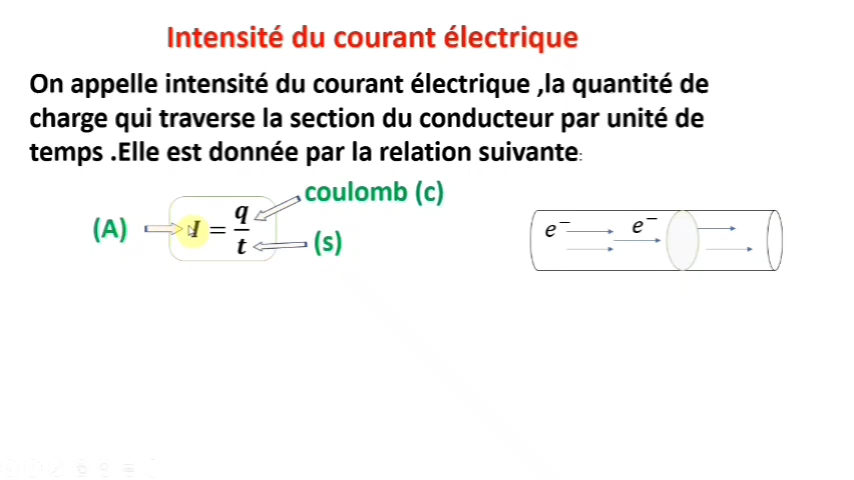 Intensité du courant électrique
On appelle intensité du courant électrique ,la quantité de
charge qui traverse la section du conducteur par unité de
temps .Elle est donnée par la relation suivante:
coulomb (c)
(A) I = q/t
(s)
e⁻ e⁻